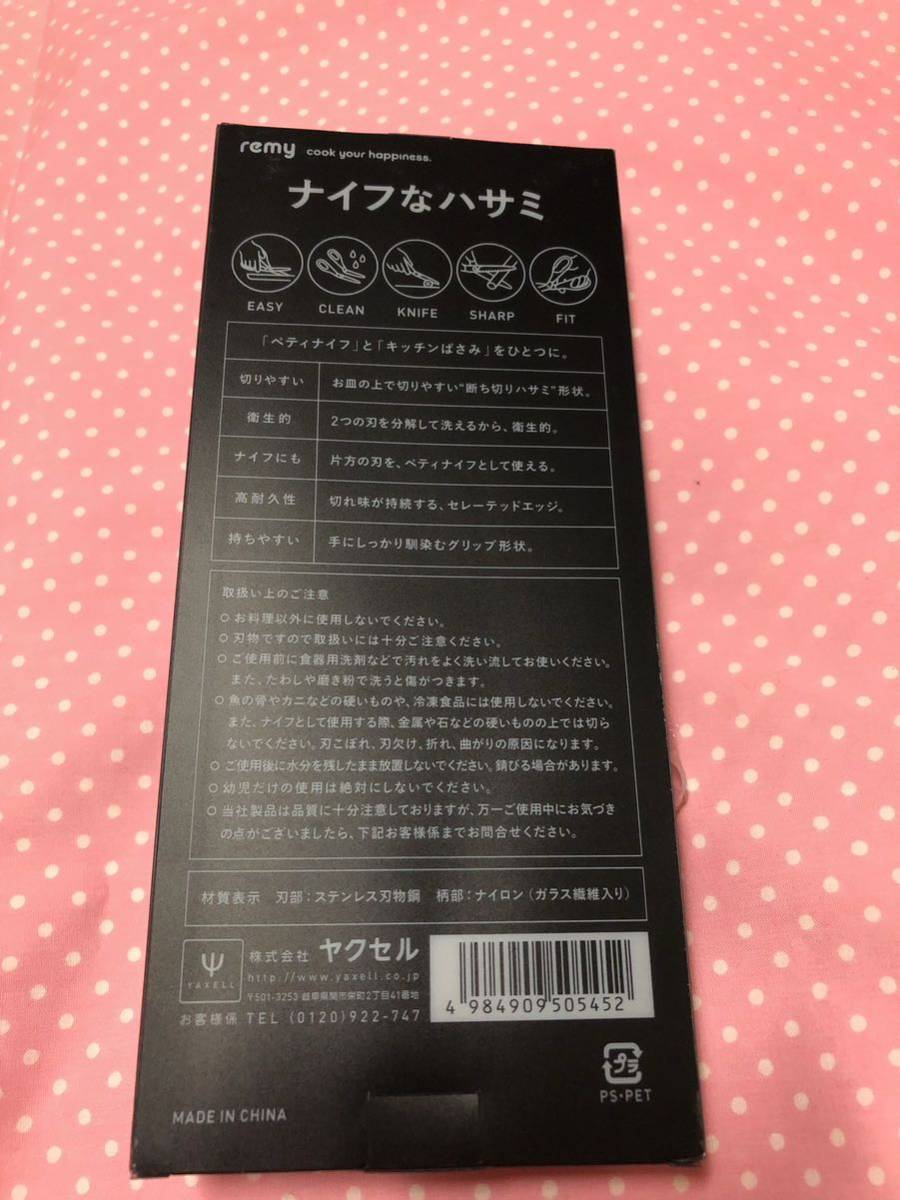 remy cook your happiness.
ナイフなハサミ
EASY CLEAN KNIFE SHARP FIT
「ペティナイフ」と「キッチンばさみ」をひとつに。
切りやすい お皿の上で切りやすい"断ち切りハサミ"形状。
衛生的 2つの刃を分解して洗えるから、衛生的。
ナイフにも 片方の刃を、ペティナイフとして使える。
高耐久性 切れ味が持続する、セレーテッドエッジ。
持ちやすい 手にしっかり馴染むグリップ形状。
取扱い上のご注意
○お料理以外に使用しないでください。
○刃物ですので取扱いには十分ご注意ください。
○ご使用前に食器用洗剤などで汚れをよく洗い流してお使いください。
また、たわしや磨き粉で洗うと傷がつきます。
○魚の骨やカニなどの硬いものや、冷凍食品には使用しないでください。
また、ナイフとして使用する際、金属や石などの硬いものの上では切ら
ないでください。刃こぼれ、刃欠け、折れ、曲がりの原因になります。
○ご使用後に水分を残したまま放置しないでください。錆びる場合があります。
○幼児だけの使用は絶対にしないでください。
○当社製品は品質に十分注意しておりますが、万一ご使用中にお気づき
の点がございましたら、下記お客様係までお問合せください。
材質表示 刃部：ステンレス刃物鋼 柄部：ナイロン（ガラス繊維入り）
YAXELL
株式会社 ヤクセル
http://www.yaxell.co.jp
〒501-3253 岐阜県関市栄町2丁目41番地
お客様係 TEL (0120)922-747
4 984909 505452
プラ
PS・PET
MADE IN CHINA